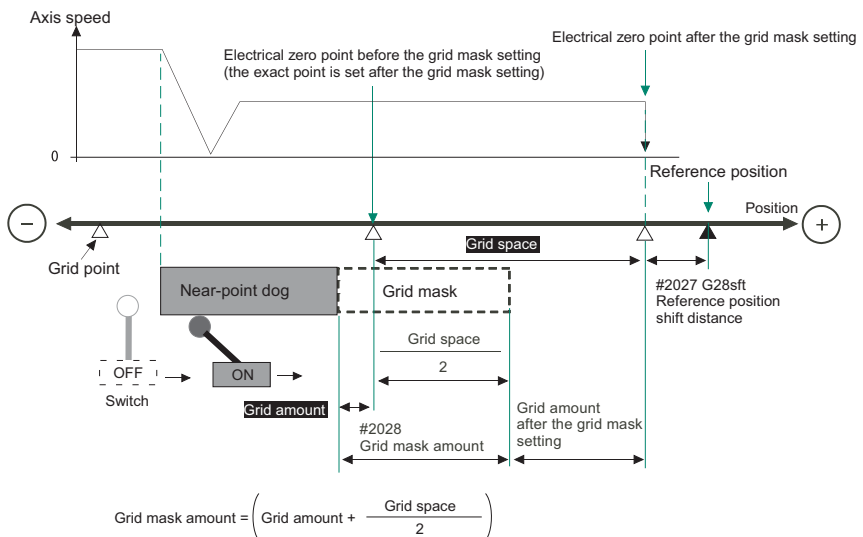 Axis speed
Electrical zero point before the grid mask setting
(the exact point is set after the grid mask setting)
Electrical zero point after the grid mask setting
0
Reference position
Position
−
+
Grid space
Grid point
#2027 G28sft
Reference position
shift distance
Near-point dog
Grid mask
Grid space
2
OFF
ON
Switch
Grid amount
#2028
Grid mask amount
Grid amount
after the grid mask
setting
Grid mask amount = ( Grid amount + Grid space
2 )